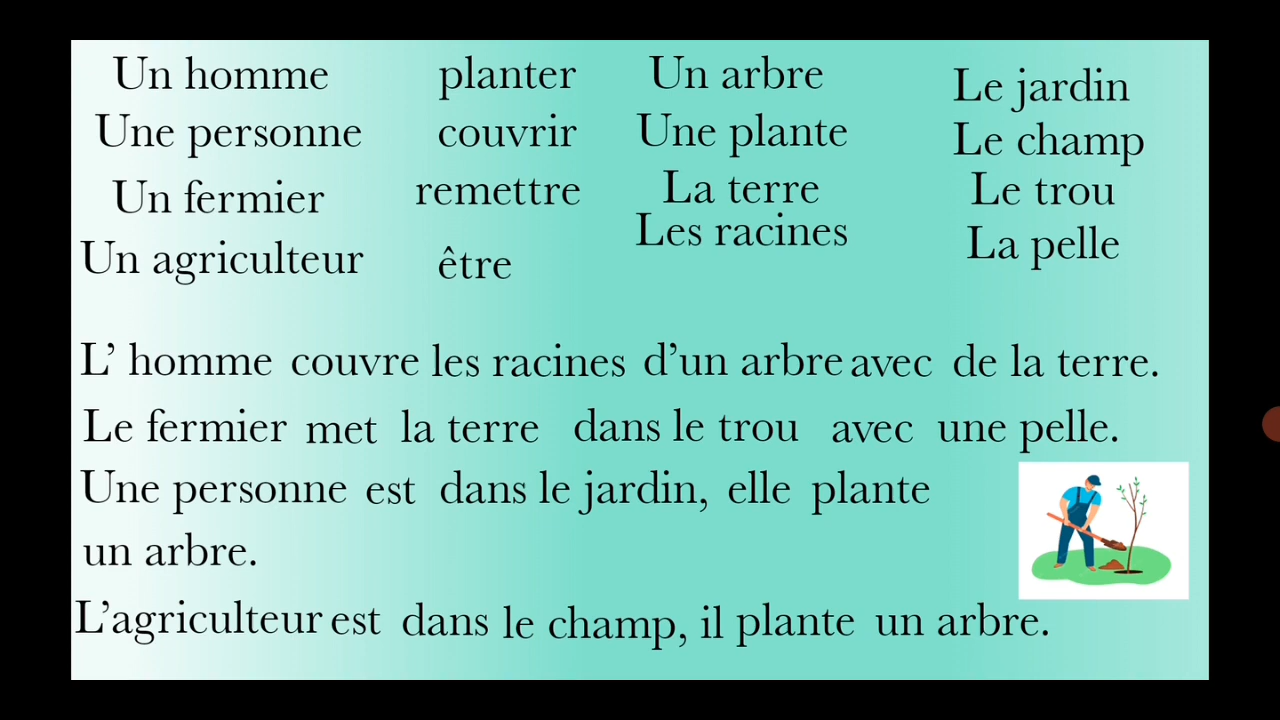 Un homme planter Un arbre Le jardin
Une personne couvrir Une plante Le champ
Un fermier remettre La terre Le trou
Un agriculteur être Les racines La pelle
L’ homme couvre les racines d’un arbre avec de la terre.
Le fermier met la terre dans le trou avec une pelle.
Une personne est dans le jardin, elle plante
un arbre.
L’agriculteur est dans le champ, il plante un arbre.